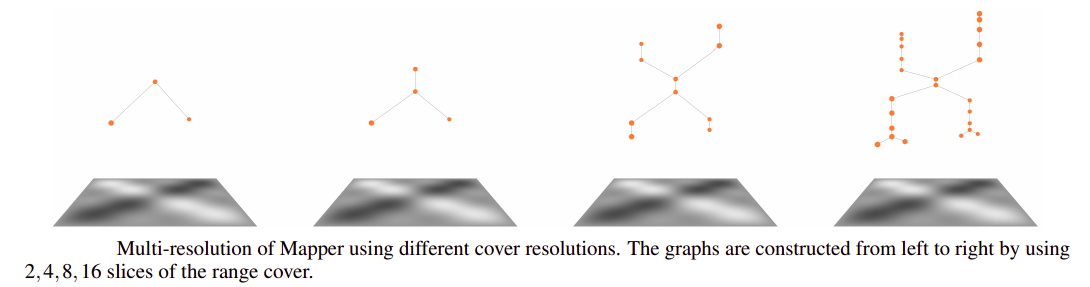 Multi-resolution of Mapper using different cover resolutions. The graphs are constructed from left to right by using
2,4,8,16 slices of the range cover.